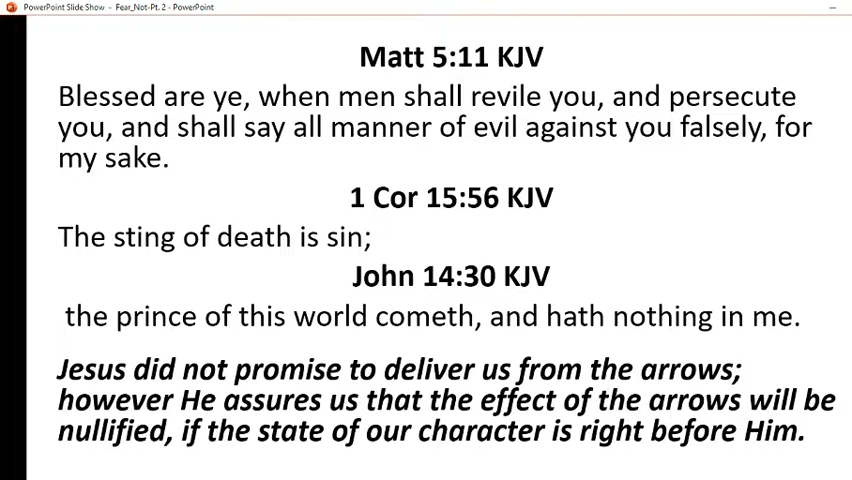 PowerPoint Slide Show - Fear_Not-Pt. 2 - PowerPoint
Matt 5:11 KJV
Blessed are ye, when men shall revile you, and persecute
you, and shall say all manner of evil against you falsely, for
my sake.
1 Cor 15:56 KJV
The sting of death is sin;
John 14:30 KJV
the prince of this world cometh, and hath nothing in me.
Jesus did not promise to deliver us from the arrows;
however He assures us that the effect of the arrows will be
nullified, if the state of our character is right before Him.